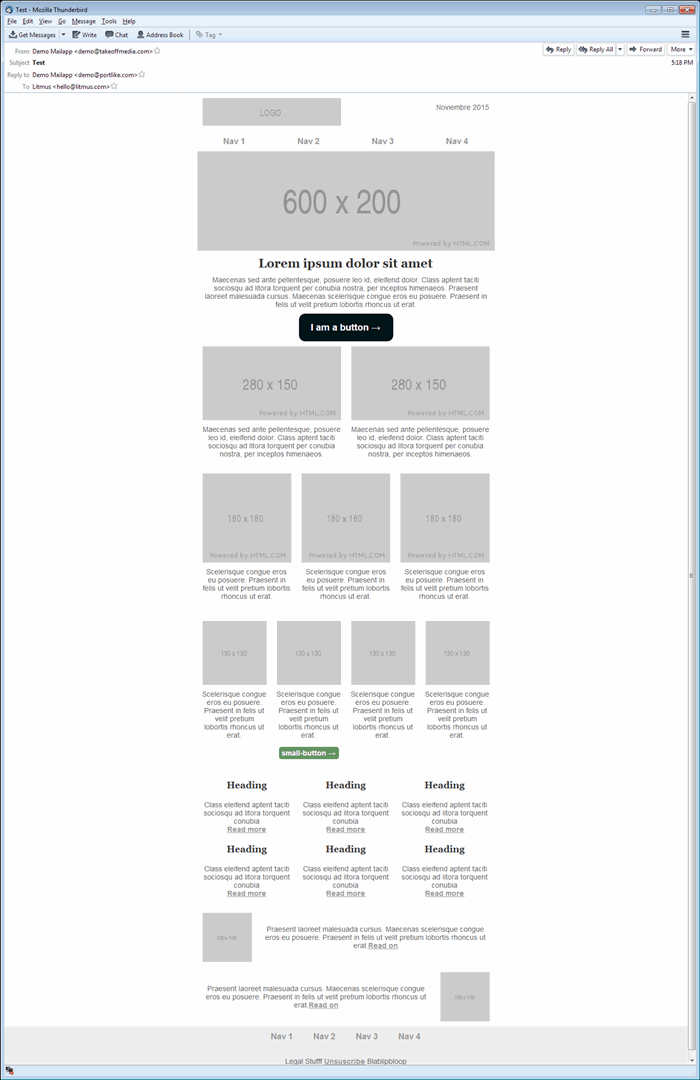 Test - Mozilla Thunderbird
File Edit View Go Message Tools Help
Get Messages Write Chat Address Book Tag
From Demo Mailapp <demo@takeoffmedia.com> Reply Reply All Forward More
Subject Test 5:18 PM
Reply to Demo Mailapp <demo@portlike.com>
To Litmus <hello@litmus.com>
LOGO
Noviembre 2015
Nav 1 Nav 2 Nav 3 Nav 4
600 x 200
Powered by HTML.COM
Lorem ipsum dolor sit amet
Maecenas sed ante pellentesque, posuere leo id, eleifend dolor. Class aptent taciti
sociosqu ad litora torquent per conubia nostra, per inceptos himenaeos. Praesent
laoreet malesuada cursus. Maecenas scelerisque congue eros eu posuere. Praesent in
felis ut velit pretium lobortis rhoncus ut erat.
I am a button →
280 x 150
Powered by HTML.COM
Maecenas sed ante pellentesque, posuere
leo id, eleifend dolor. Class aptent taciti
sociosqu ad litora torquent per conubia
nostra, per inceptos himenaeos.
280 x 150
Powered by HTML.COM
Maecenas sed ante pellentesque, posuere
leo id, eleifend dolor. Class aptent taciti
sociosqu ad litora torquent per conubia
nostra, per inceptos himenaeos.
180 x 180
Powered by HTML.COM
Scelerisque congue eros
eu posuere. Praesent in
felis ut velit pretium lobortis
rhoncus ut erat.
180 x 180
Powered by HTML.COM
Scelerisque congue eros
eu posuere. Praesent in
felis ut velit pretium lobortis
rhoncus ut erat.
180 x 180
Powered by HTML.COM
Scelerisque congue eros
eu posuere. Praesent in
felis ut velit pretium lobortis
rhoncus ut erat.
130 x 130
Scelerisque congue
eros eu posuere.
Praesent in felis ut
velit pretium
lobortis rhoncus ut
erat.
130 x 130
Scelerisque congue
eros eu posuere.
Praesent in felis ut
velit pretium
lobortis rhoncus ut
erat.
small-button →
130 x 130
Scelerisque congue
eros eu posuere.
Praesent in felis ut
velit pretium
lobortis rhoncus ut
erat.
130 x 130
Scelerisque congue
eros eu posuere.
Praesent in felis ut
velit pretium
lobortis rhoncus ut
erat.
Heading
Class eleifend aptent taciti
sociosqu ad litora torquent
conubia
Read more
Heading
Class eleifend aptent taciti
sociosqu ad litora torquent
conubia
Read more
Heading
Class eleifend aptent taciti
sociosqu ad litora torquent
conubia
Read more
Heading
Class eleifend aptent taciti
sociosqu ad litora torquent
conubia
Read more
Heading
Class eleifend aptent taciti
sociosqu ad litora torquent
conubia
Read more
Heading
Class eleifend aptent taciti
sociosqu ad litora torquent
conubia
Read more
100 x 100
Praesent laoreet malesuada cursus. Maecenas scelerisque congue
eros eu posuere. Praesent in felis ut velit pretium lobortis rhoncus ut
erat.Read on
Praesent laoreet malesuada cursus. Maecenas scelerisque congue
eros eu posuere. Praesent in felis ut velit pretium lobortis rhoncus ut
erat.Read on
100 x 100
Nav 1 Nav 2 Nav 3 Nav 4
Legal Stufff Unsuscribe Blablipbloop